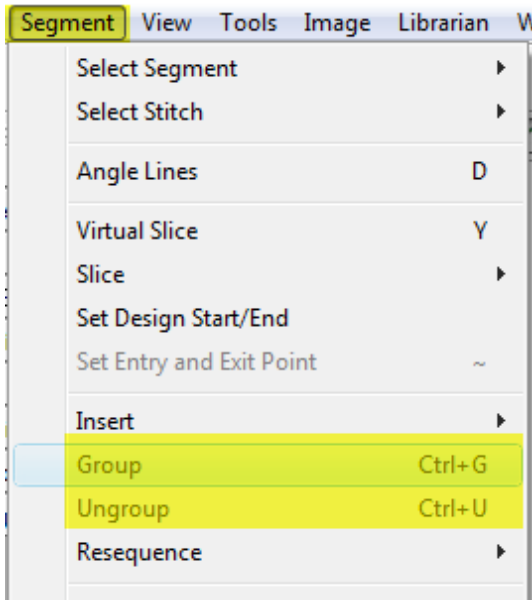 Segment View Tools Image Librarian
Select Segment
Select Stitch
Angle Lines D
Virtual Slice Y
Slice
Set Design Start/End
Set Entry and Exit Point ~
Insert
Group Ctrl+G
Ungroup Ctrl+U
Resequence